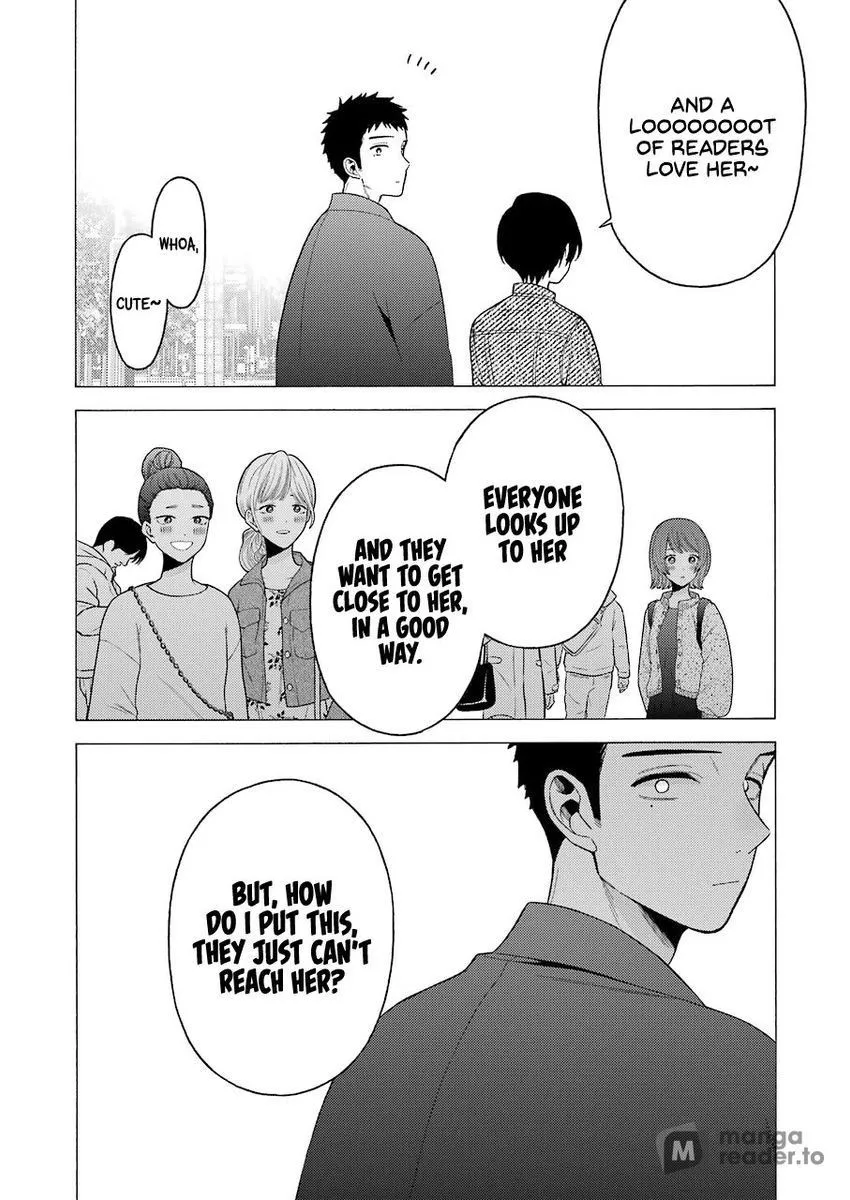 AND A
LOOOOOOOOT
OF READERS
LOVE HER~
WHOA,
CUTE~
EVERYONE
LOOKS UP
TO HER
AND THEY
WANT TO GET
CLOSE TO HER,
IN A GOOD
WAY.
BUT, HOW
DO I PUT THIS,
THEY JUST CAN'T
REACH HER?
manga
reader.to